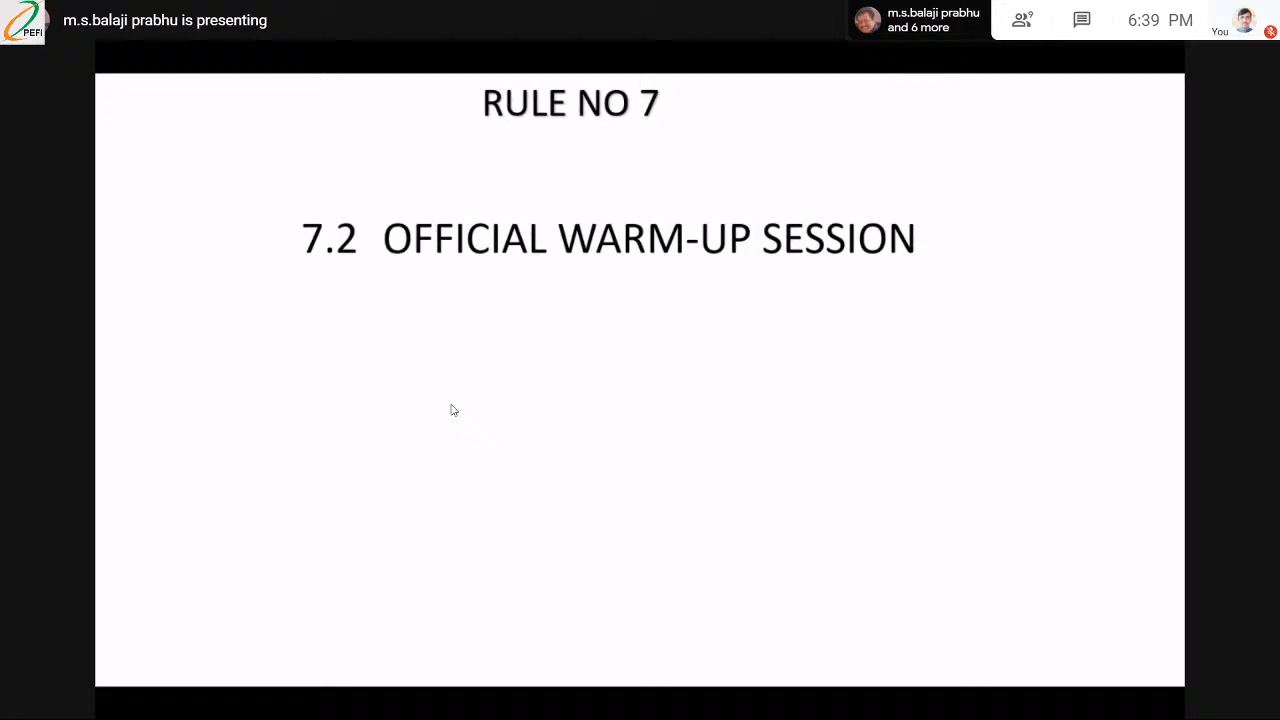 m.s.balaji prabhu is presenting
PEFI
m.s.balaji prabhu
and 6 more
9
6:39 PM
You
RULE NO 7
7.2 OFFICIAL WARM-UP SESSION